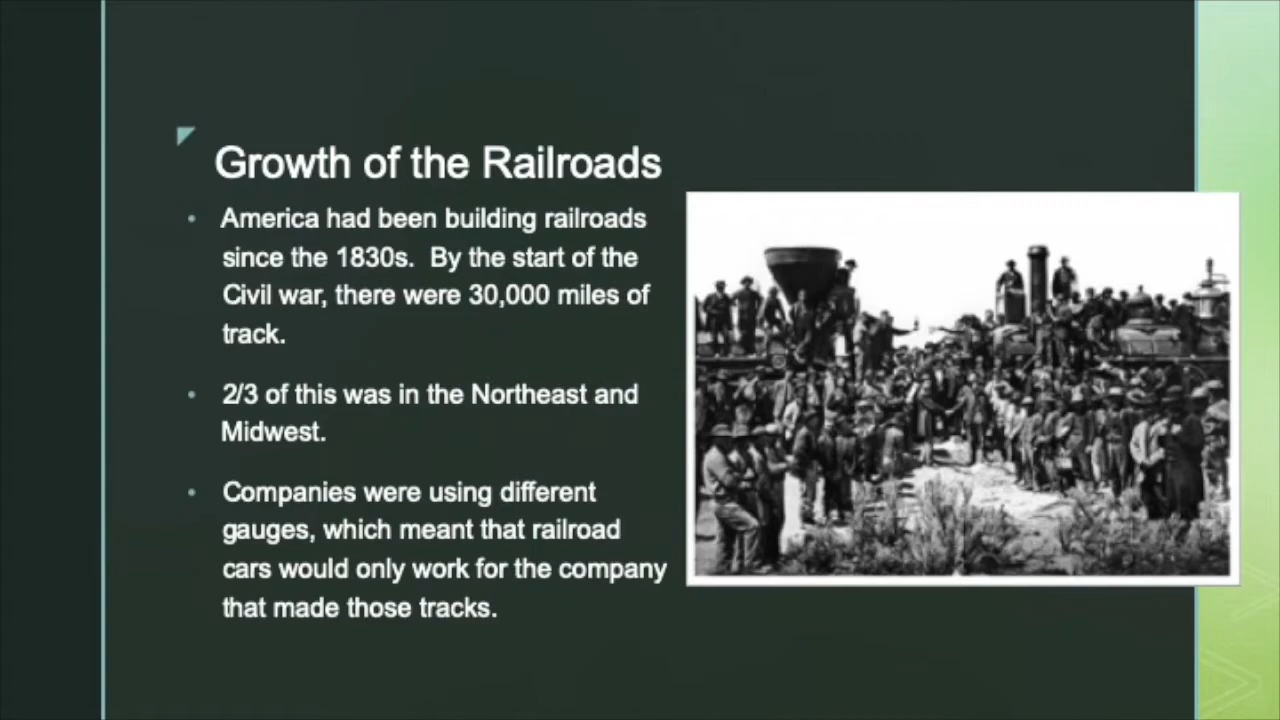 Growth of the Railroads
America had been building railroads
since the 1830s.  By the start of the
Civil war, there were 30,000 miles of
track.
2/3 of this was in the Northeast and
Midwest.
Companies were using different
gauges, which meant that railroad
cars would only work for the company
that made those tracks.